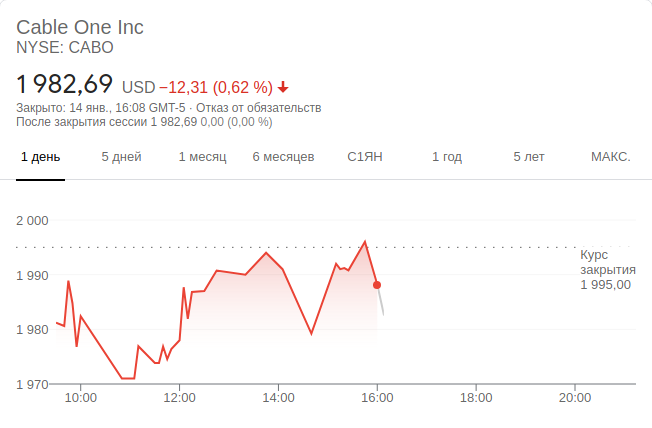 Cable One Inc
NYSE: CABO
1 982,69 USD −12,31 (0,62 %)
Закрыто: 14 янв., 16:08 GMT-5 · Отказ от обязательств
После закрытия сессии 1 982,69 0,00 (0,00 %)
1 день 5 дней 1 месяц 6 месяцев С1ЯН 1 год 5 лет МАКС.
2 000
Курс
закрытия
1 995,00
1 990
1 980
1 970
10:00 12:00 14:00 16:00 18:00 20:00